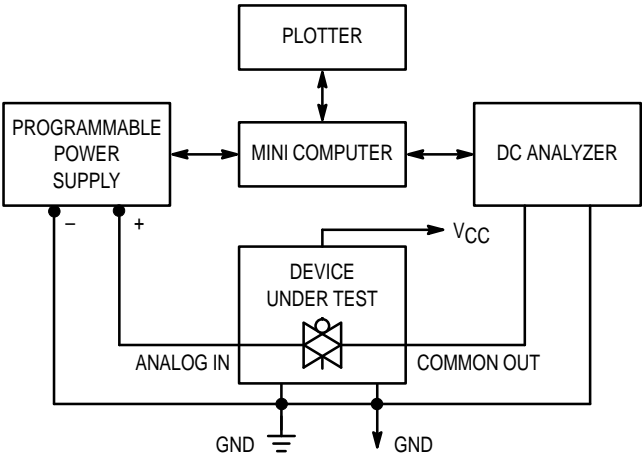 PLOTTER
PROGRAMMABLE
POWER
SUPPLY
MINI COMPUTER
DC ANALYZER
– +
VCC
DEVICE
UNDER TEST
ANALOG IN
COMMON OUT
GND
GND